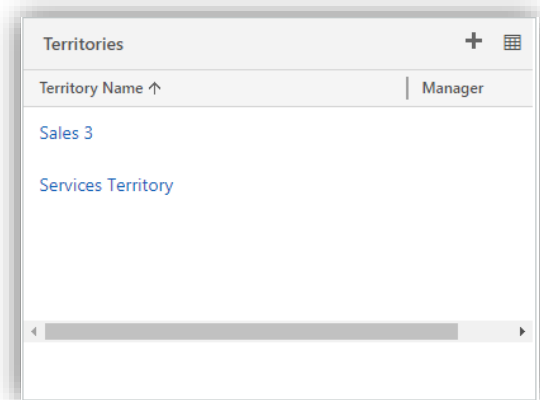 Territories
Territory Name ↑ Manager
Sales 3
Services Territory